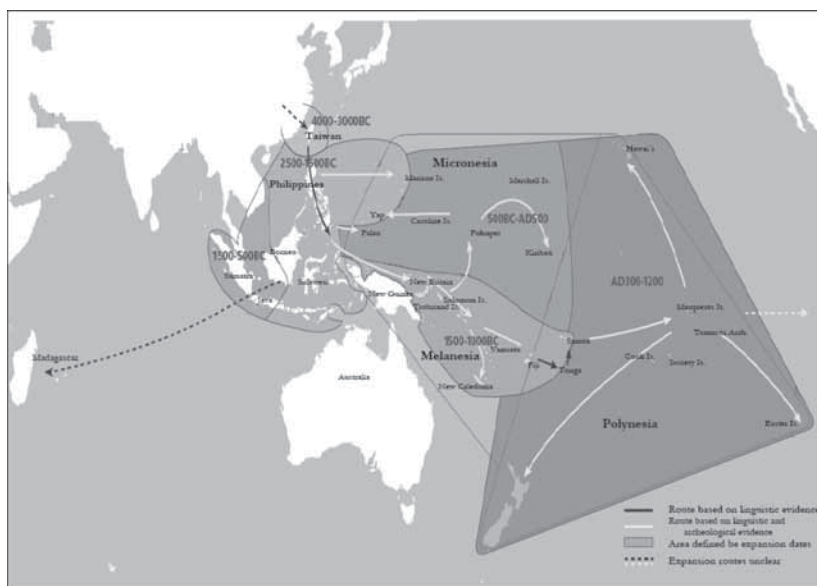 4000-3000BC
Taiwan
2500-1500BC
Philippines
Micronesia
Hawai'i
Mariana Is.
Marshall Is.
Yap
Palau
Caroline Is.
500BC-AD500
Pohnpei
Kiribati
1500-500BC
Borneo
Sumatra
Sulawesi
Java
New Guinea
New Britain
Trobriand Is.
Solomon Is.
AD300-1200
Marquesas Is.
Tuamotu Arch.
1500-1000BC
Samoa
Vanuatu
Melanesia
Fiji
Tonga
Cook Is.
Society Is.
Madagascar
Australia
New Caledonia
Polynesia
Easter Is.
Route based on linguistic evidence
Route based on linguistic and
archeological evidence
Area defined be expansion dates
Expansion routes unclear